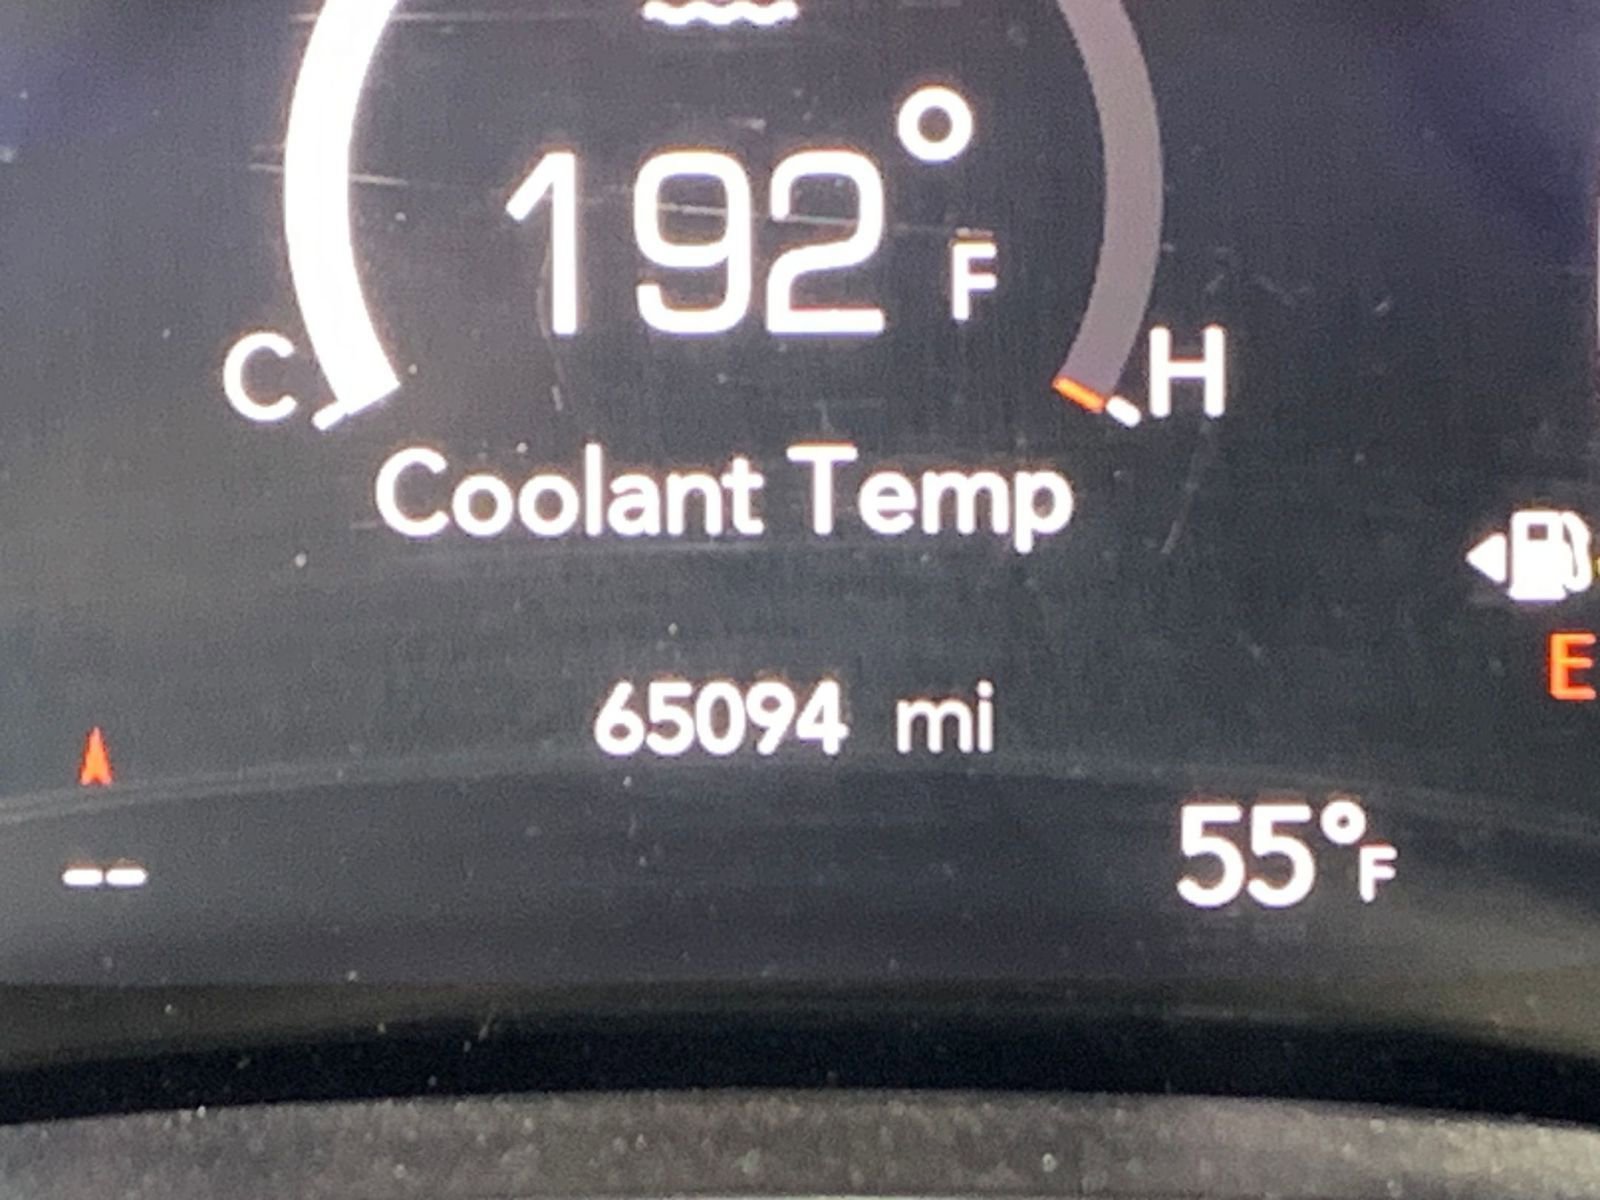 192° F
C H
Coolant Temp
E
65094 mi
--
55°F